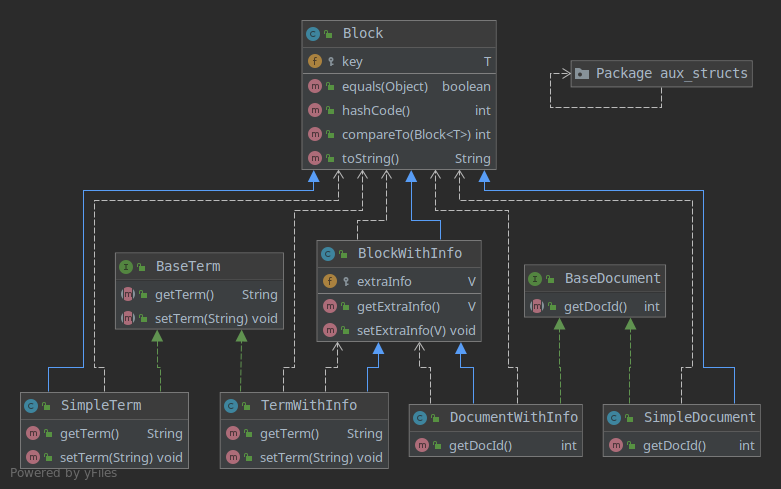 Block
key T
equals(Object) boolean
hashCode() int
compareTo(Block<T>) int
toString() String
Package aux_structs
BaseTerm
getTerm() String
setTerm(String) void
BlockWithInfo
extraInfo V
getExtraInfo() V
setExtraInfo(V) void
BaseDocument
getDocId() int
SimpleTerm
getTerm() String
setTerm(String) void
TermWithInfo
getTerm() String
setTerm(String) void
DocumentWithInfo
getDocId() int
SimpleDocument
getDocId() int
Powered by yFiles